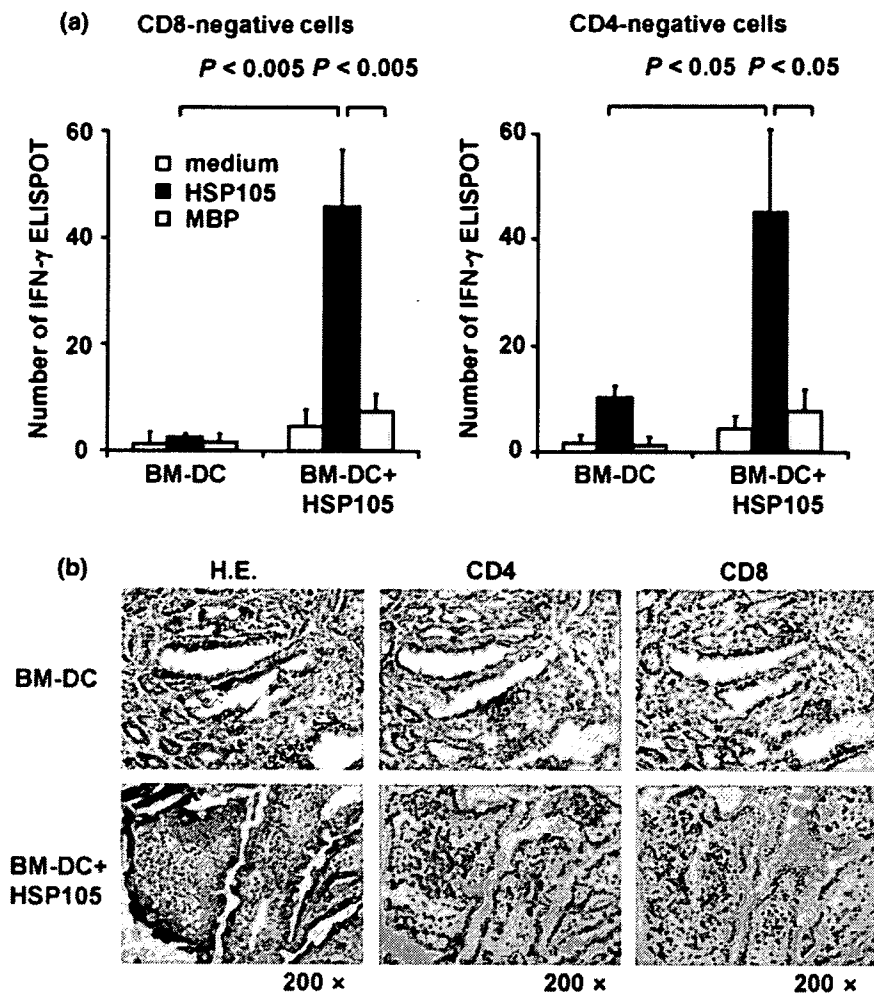 (a)
CD8-negative cells
P < 0.005 P < 0.005
Number of IFN-γ ELISPOT
60
40
20
0
medium
HSP105
MBP
BM-DC
BM-DC+
HSP105
CD4-negative cells
P < 0.05 P < 0.05
Number of IFN-γ ELISPOT
60
40
20
0
BM-DC
BM-DC+
HSP105
(b)
H.E.
CD4
CD8
BM-DC
BM-DC+
HSP105
200 ×
200 ×
200 ×